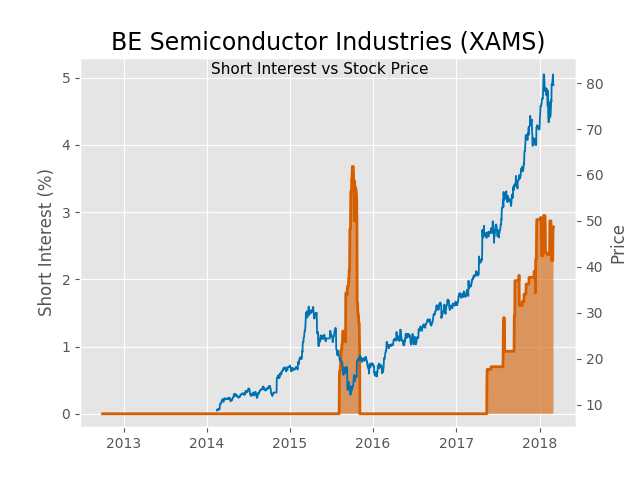 BE Semiconductor Industries (XAMS)
Short Interest vs Stock Price
Short Interest (%)
5
4
3
2
1
0
80
70
60
50
40
30
20
10
Price
2013 2014 2015 2016 2017 2018